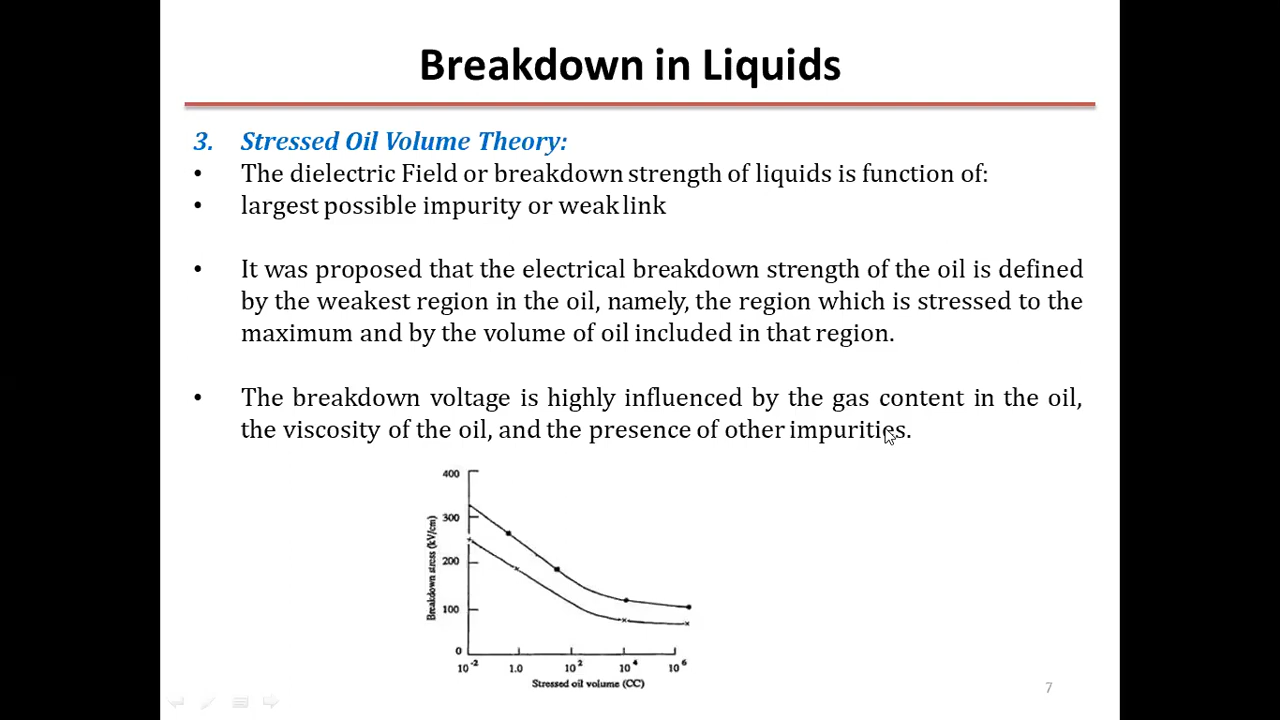 Breakdown in Liquids
3. Stressed Oil Volume Theory:
• The dielectric Field or breakdown strength of liquids is function of:
• largest possible impurity or weak link
• It was proposed that the electrical breakdown strength of the oil is defined
by the weakest region in the oil, namely, the region which is stressed to the
maximum and by the volume of oil included in that region.
• The breakdown voltage is highly influenced by the gas content in the oil,
the viscosity of the oil, and the presence of other impurities.
400
300
200
100
0
Breakdown stress (kV/cm)
10⁻² 1.0 10² 10⁴ 10⁶
Stressed oil volume (CC)
7